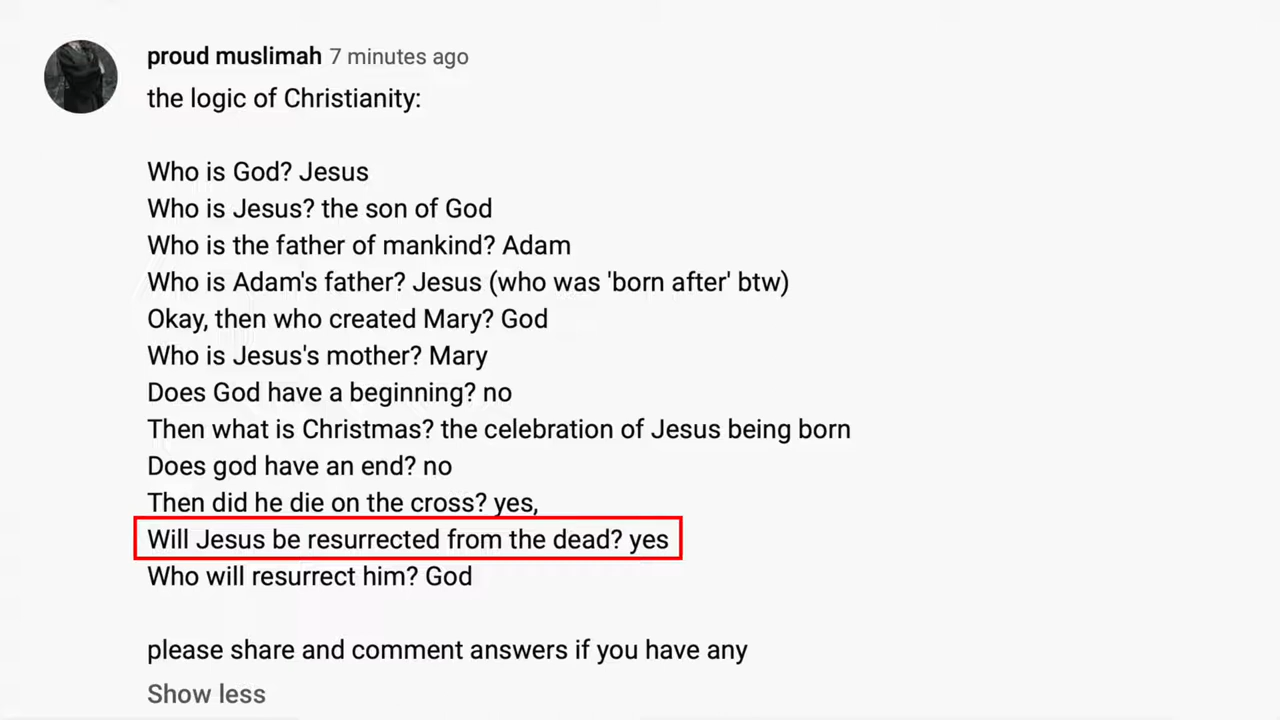 proud muslimah 7 minutes ago
the logic of Christianity:
Who is God? Jesus
Who is Jesus? the son of God
Who is the father of mankind? Adam
Who is Adam's father? Jesus (who was 'born after' btw)
Okay, then who created Mary? God
Who is Jesus's mother? Mary
Does God have a beginning? no
Then what is Christmas? the celebration of Jesus being born
Does god have an end? no
Then did he die on the cross? yes,
Will Jesus be resurrected from the dead? yes
Who will resurrect him? God
please share and comment answers if you have any
Show less